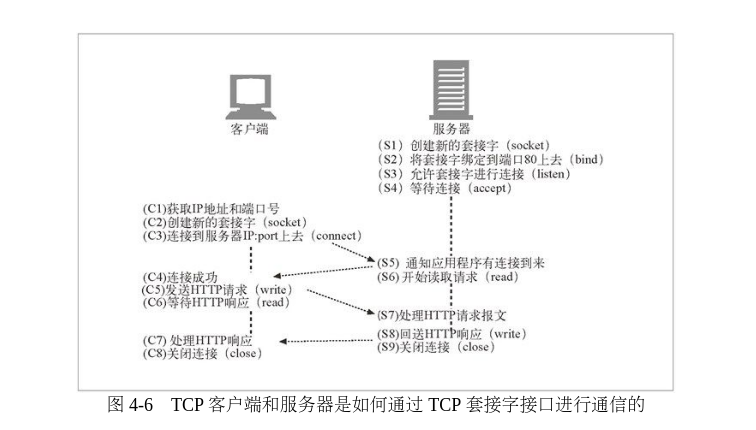 客户端
服务器
(S1) 创建新的套接字（socket）
(S2) 将套接字绑定到端口80上去（bind）
(S3) 允许套接字进行连接（listen）
(S4) 等待连接（accept）
(C1)获取IP地址和端口号
(C2)创建新的套接字（socket）
(C3)连接到服务器IP:port上去（connect）
(S5) 通知应用程序有连接到来
(S6) 开始读取请求（read）
(C4)连接成功
(C5)发送HTTP请求（write）
(C6)等待HTTP响应（read）
(S7)处理HTTP请求报文
(S8)回送HTTP响应（write）
(S9)关闭连接（close）
(C7) 处理HTTP响应
(C8)关闭连接（close）
图 4-6 TCP 客户端和服务器是如何通过 TCP 套接字接口进行通信的